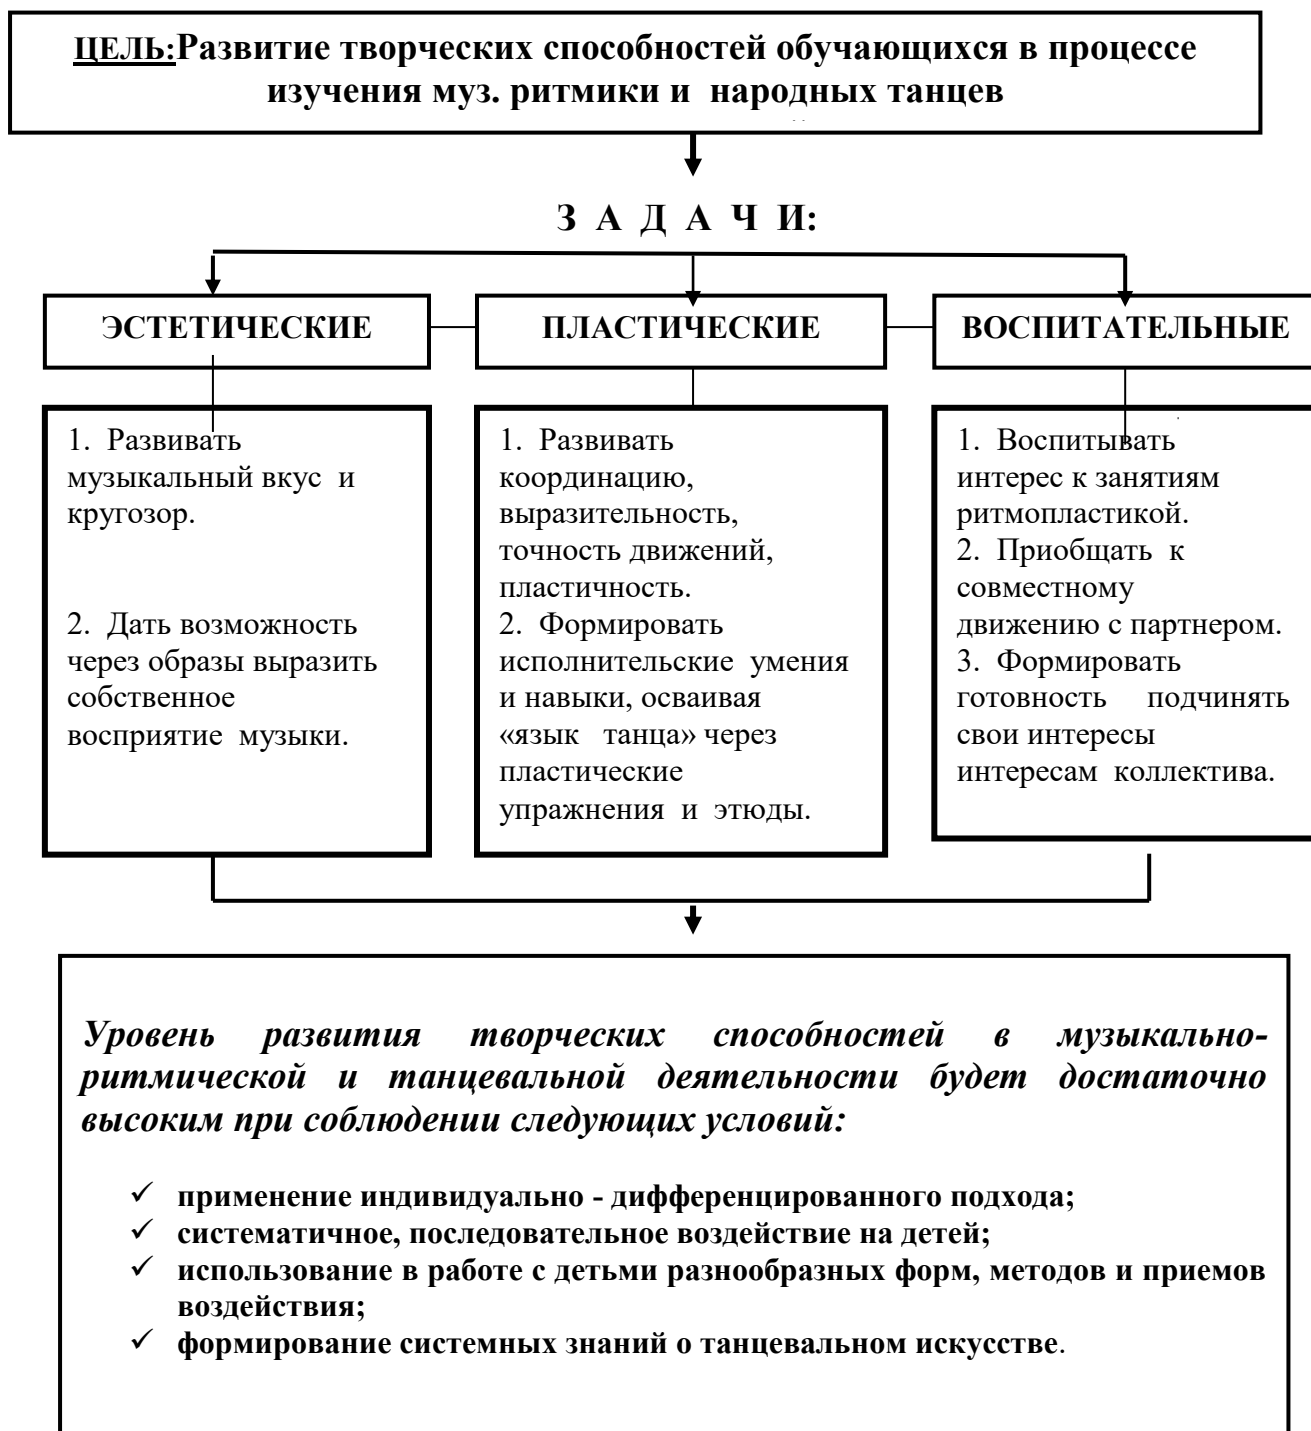 ЦЕЛЬ:Развитие творческих способностей обучающихся в процессе
изучения муз. ритмики и народных танцев
З А Д А Ч И:
ЭСТЕТИЧЕСКИЕ
ПЛАСТИЧЕСКИЕ
ВОСПИТАТЕЛЬНЫЕ
1. Развивать
музыкальный вкус и
кругозор.
2. Дать возможность
через образы выразить
собственное
восприятие музыки.
1. Развивать
координацию,
выразительность,
точность движений,
пластичность.
2. Формировать
исполнительские умения
и навыки, осваивая
«язык танца» через
пластические
упражнения и этюды.
1. Воспитывать
интерес к занятиям
ритмопластикой.
2. Приобщать к
совместному
движению с партнером.
3. Формировать
готовность подчинять
свои интересы
интересам коллектива.
Уровень развития творческих способностей в музыкально-
ритмической и танцевальной деятельности будет достаточно
высоким при соблюдении следующих условий:
✓ применение индивидуально - дифференцированного подхода;
✓ систематичное, последовательное воздействие на детей;
✓ использование в работе с детьми разнообразных форм, методов и приемов
воздействия;
✓ формирование системных знаний о танцевальном искусстве.